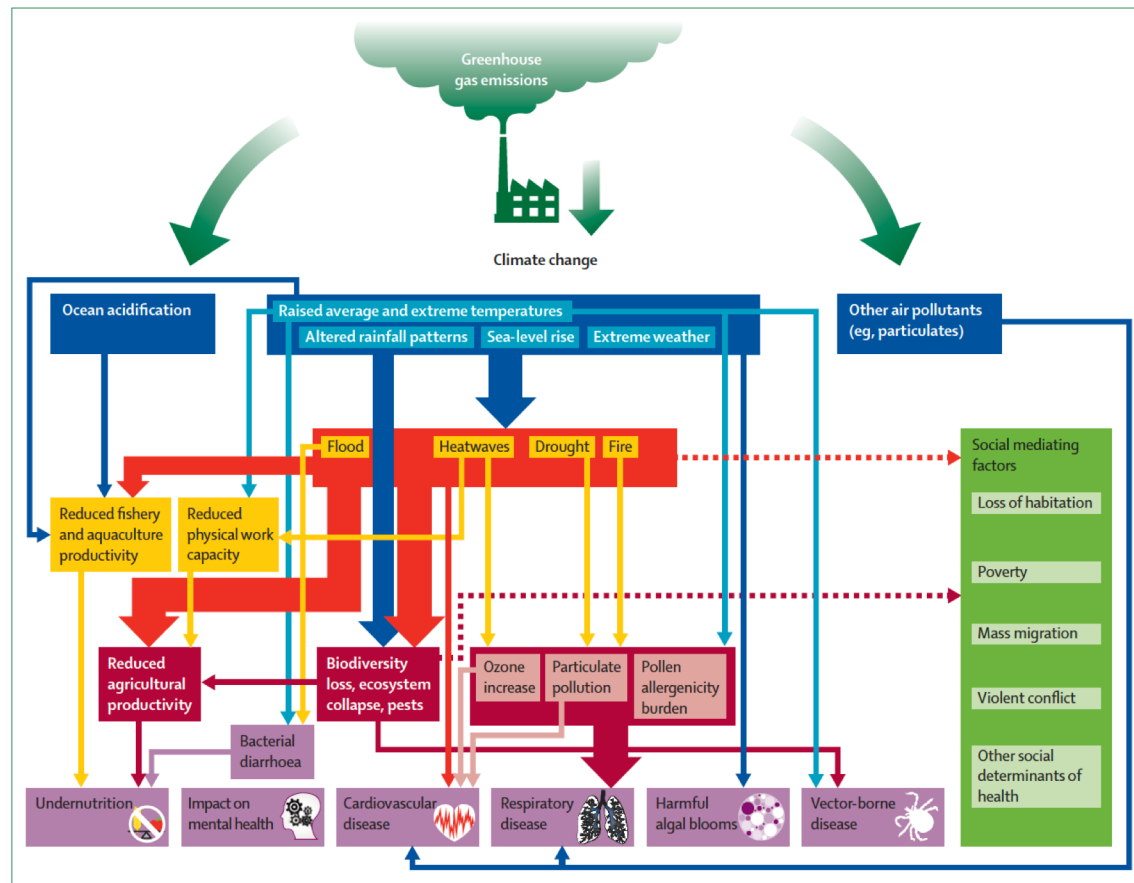 Greenhouse
gas emissions
Climate change
Ocean acidification
Raised average and extreme temperatures
Altered rainfall patterns
Sea-level rise
Extreme weather
Other air pollutants
(eg, particulates)
Flood
Heatwaves
Drought
Fire
Social mediating
factors
Loss of habitation
Poverty
Mass migration
Violent conflict
Other social
determinants of
health
Reduced fishery
and aquaculture
productivity
Reduced
physical work
capacity
Reduced
agricultural
productivity
Biodiversity
loss, ecosystem
collapse, pests
Ozone
increase
Particulate
pollution
Pollen
allergenicity
burden
Bacterial
diarrhoea
Undernutrition
Impact on
mental health
Cardiovascular
disease
Respiratory
disease
Harmful
algal blooms
Vector-borne
disease